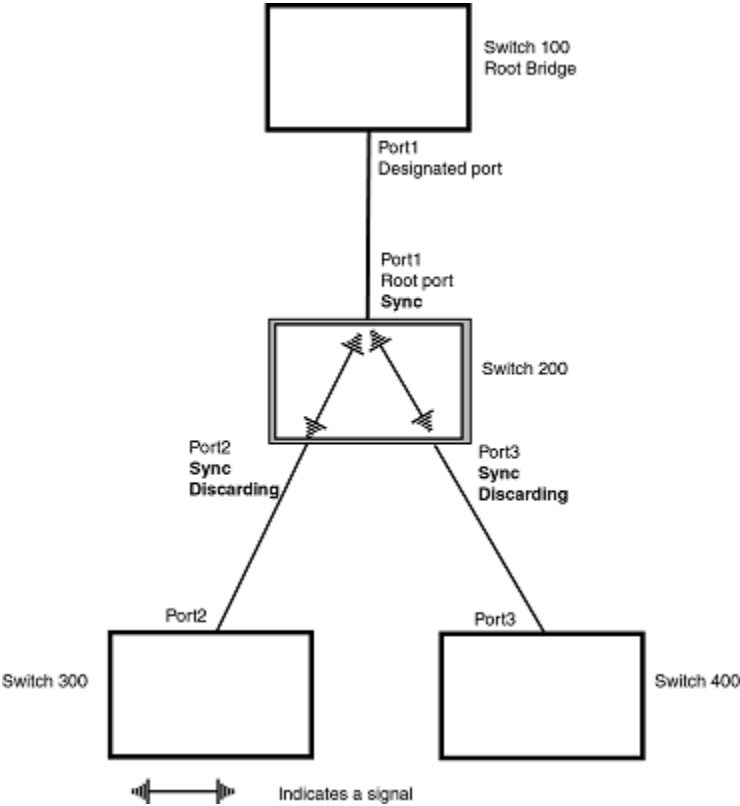 Switch 100
Root Bridge
Port1
Designated port
Port1
Root port
Sync
Switch 200
Port2
Sync
Discarding
Port3
Sync
Discarding
Port2
Port3
Switch 300
Switch 400
Indicates a signal